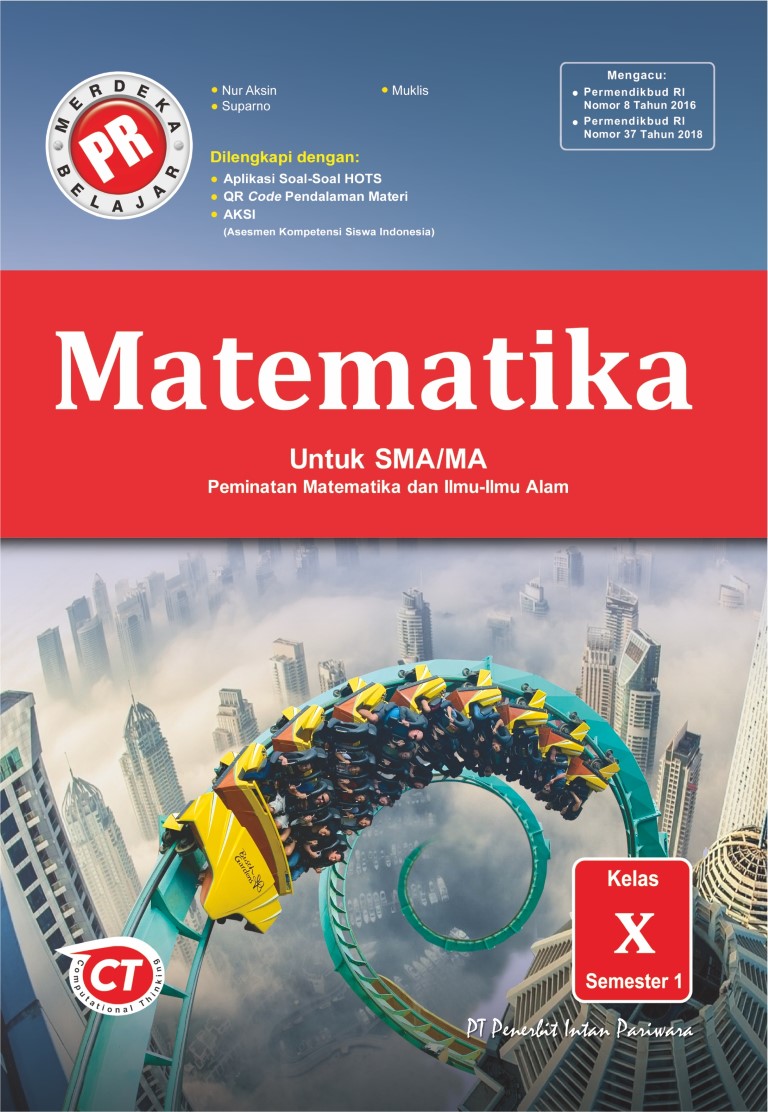 MERDEKA
PR
BELAJAR
• Nur Aksin
• Suparno
• Muklis
Mengacu:
• Permendikbud RI
Nomor 8 Tahun 2016
• Permendikbud RI
Nomor 37 Tahun 2018
Dilengkapi dengan:
• Aplikasi Soal-Soal HOTS
• QR Code Pendalaman Materi
• AKSI
(Asesmen Kompetensi Siswa Indonesia)
Matematika
Untuk SMA/MA
Peminatan Matematika dan Ilmu-Ilmu Alam
Busch
Gardens
Kelas
X
Semester 1
CT
Computational Thinking
PT Penerbit Intan Pariwara